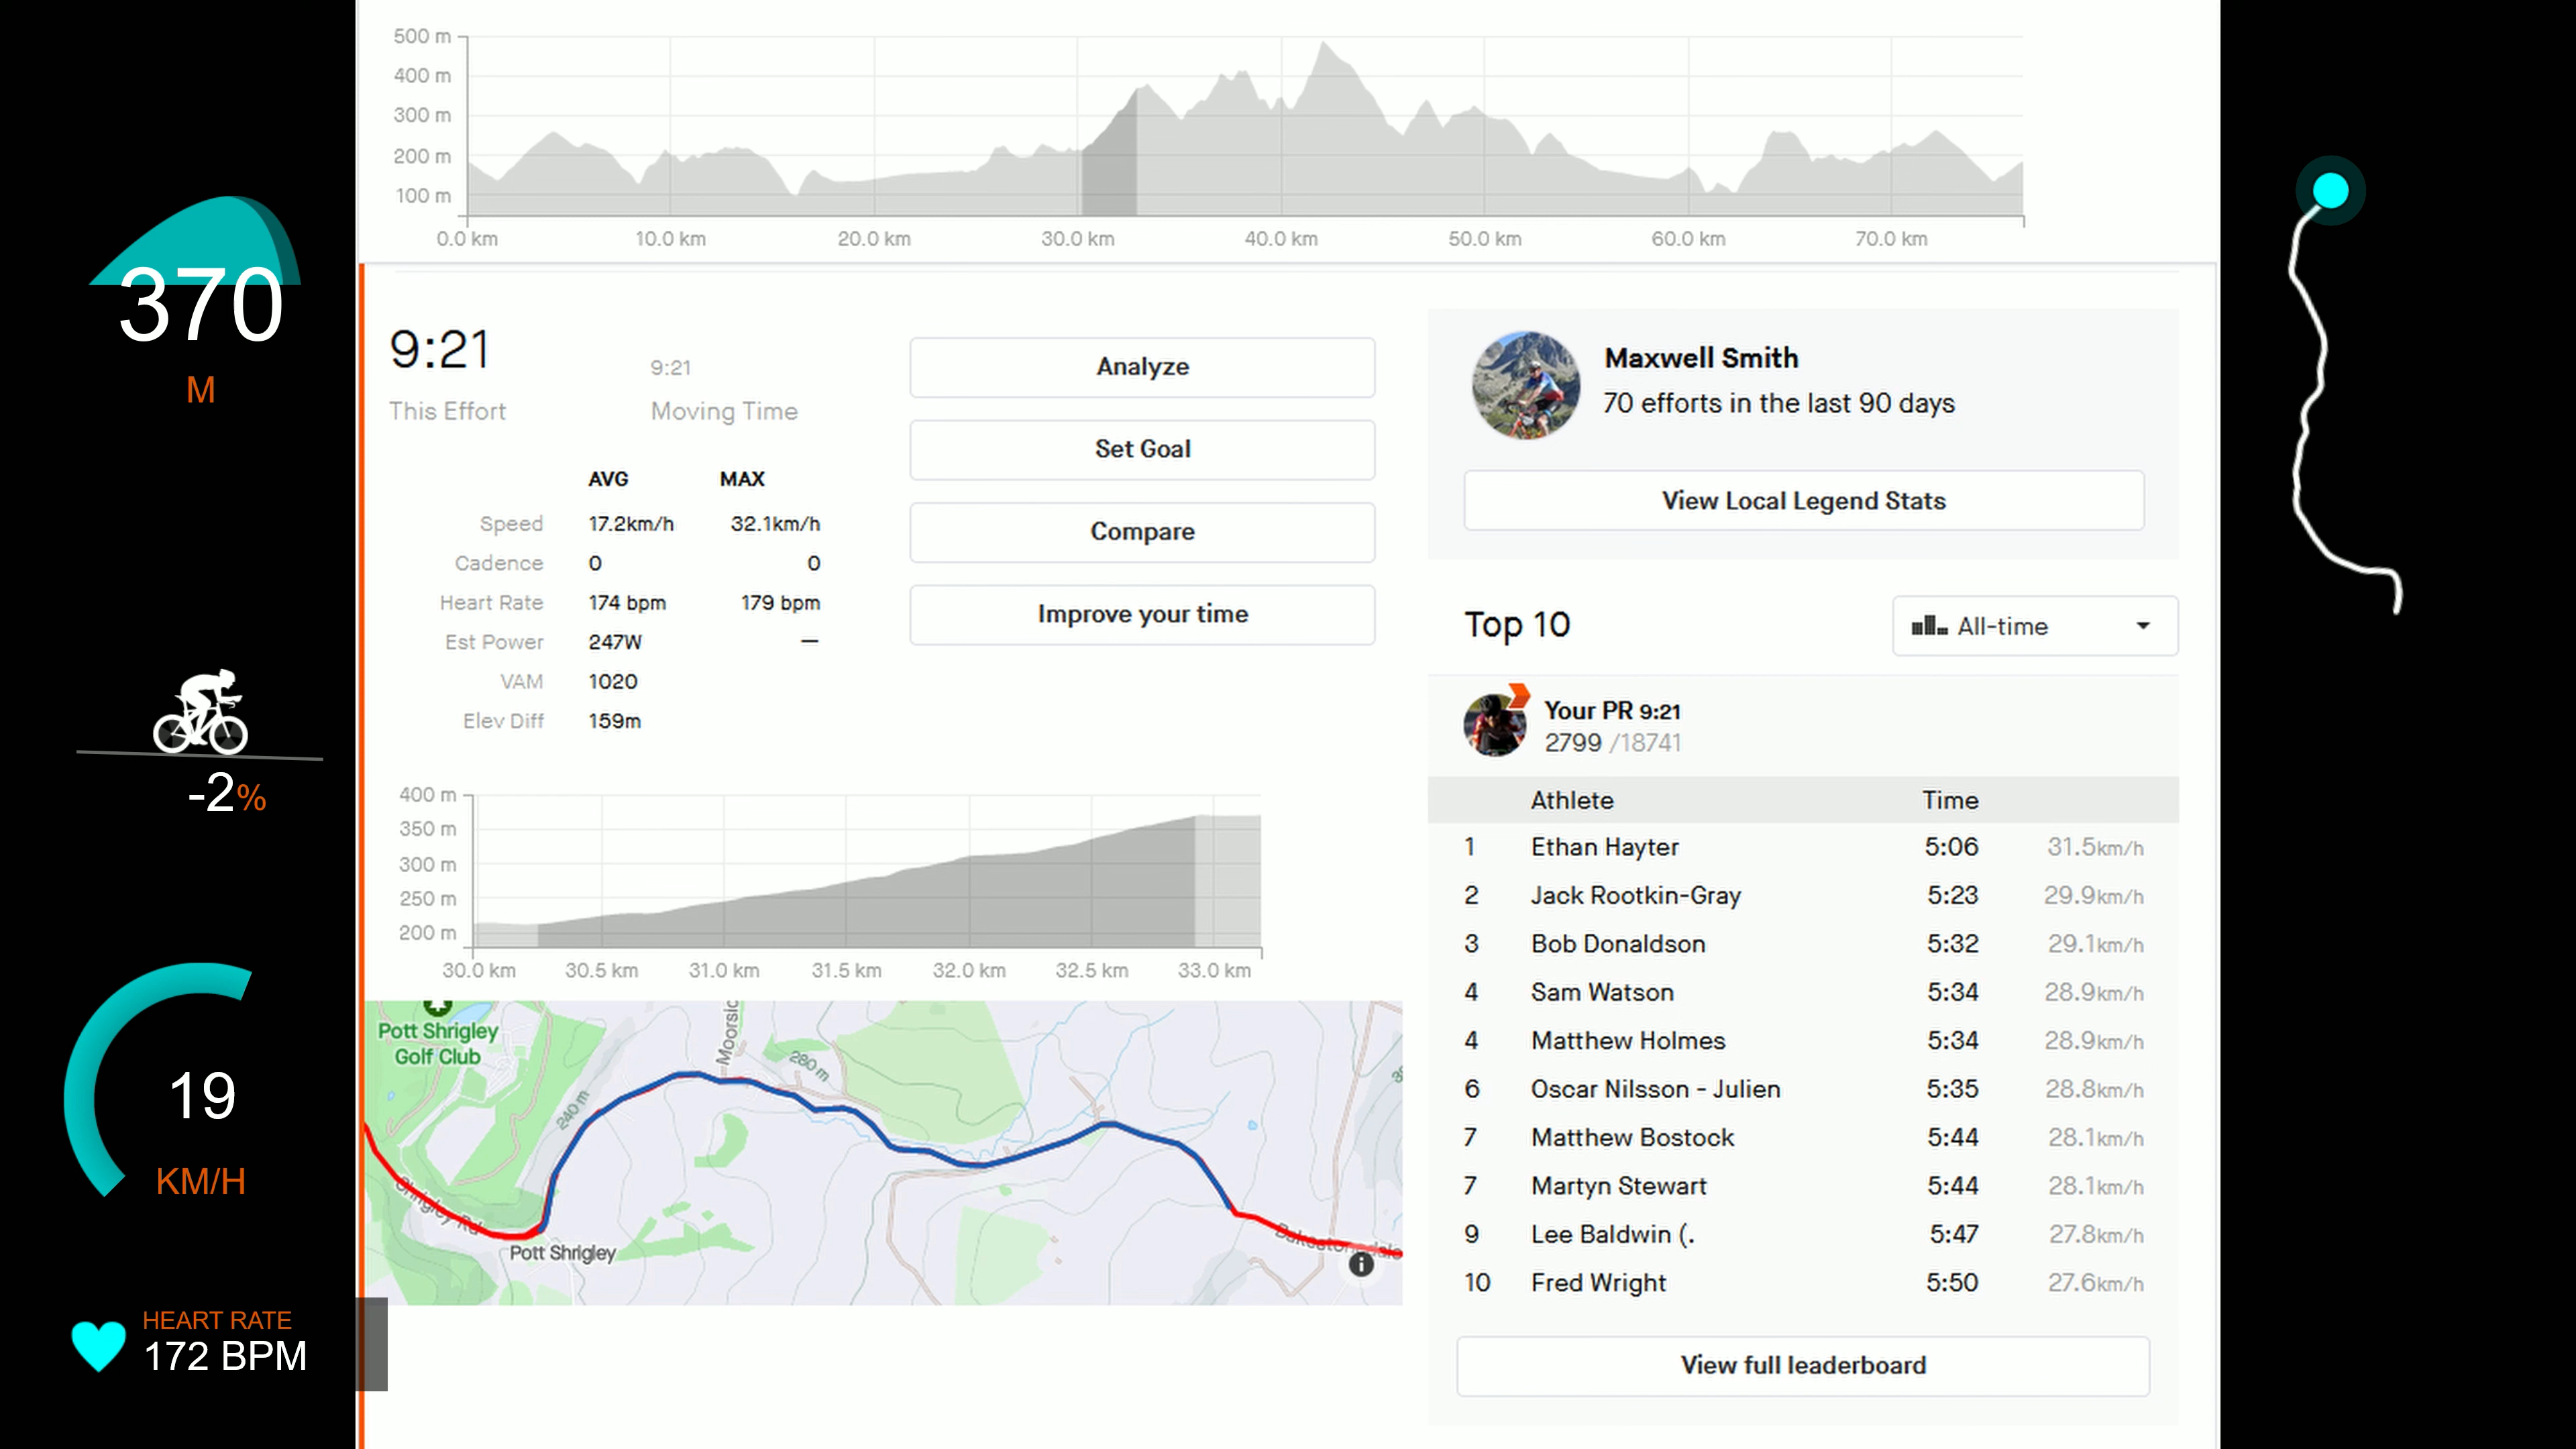 500 m
400 m
300 m
200 m
100 m
0.0 km 10.0 km 20.0 km 30.0 km 40.0 km 50.0 km 60.0 km 70.0 km
370
M
-2%
19
KM/H
HEART RATE
172 BPM
9:21
This Effort
9:21
Moving Time
AVG MAX
Speed 17.2km/h 32.1km/h
Cadence 0 0
Heart Rate 174 bpm 179 bpm
Est Power 247W —
VAM 1020
Elev Diff 159m
Analyze
Set Goal
Compare
Improve your time
400 m
350 m
300 m
250 m
200 m
30.0 km 30.5 km 31.0 km 31.5 km 32.0 km 32.5 km 33.0 km
Pott Shrigley
Golf Club
240 m
280 m
Shrigley Rd
Pott Shrigley
Maxwell Smith
70 efforts in the last 90 days
View Local Legend Stats
Top 10
All-time
Your PR 9:21
2799 /18741
Athlete Time
1 Ethan Hayter 5:06 31.5km/h
2 Jack Rootkin-Gray 5:23 29.9km/h
3 Bob Donaldson 5:32 29.1km/h
4 Sam Watson 5:34 28.9km/h
4 Matthew Holmes 5:34 28.9km/h
6 Oscar Nilsson - Julien 5:35 28.8km/h
7 Matthew Bostock 5:44 28.1km/h
7 Martyn Stewart 5:44 28.1km/h
9 Lee Baldwin (. 5:47 27.8km/h
10 Fred Wright 5:50 27.6km/h
View full leaderboard